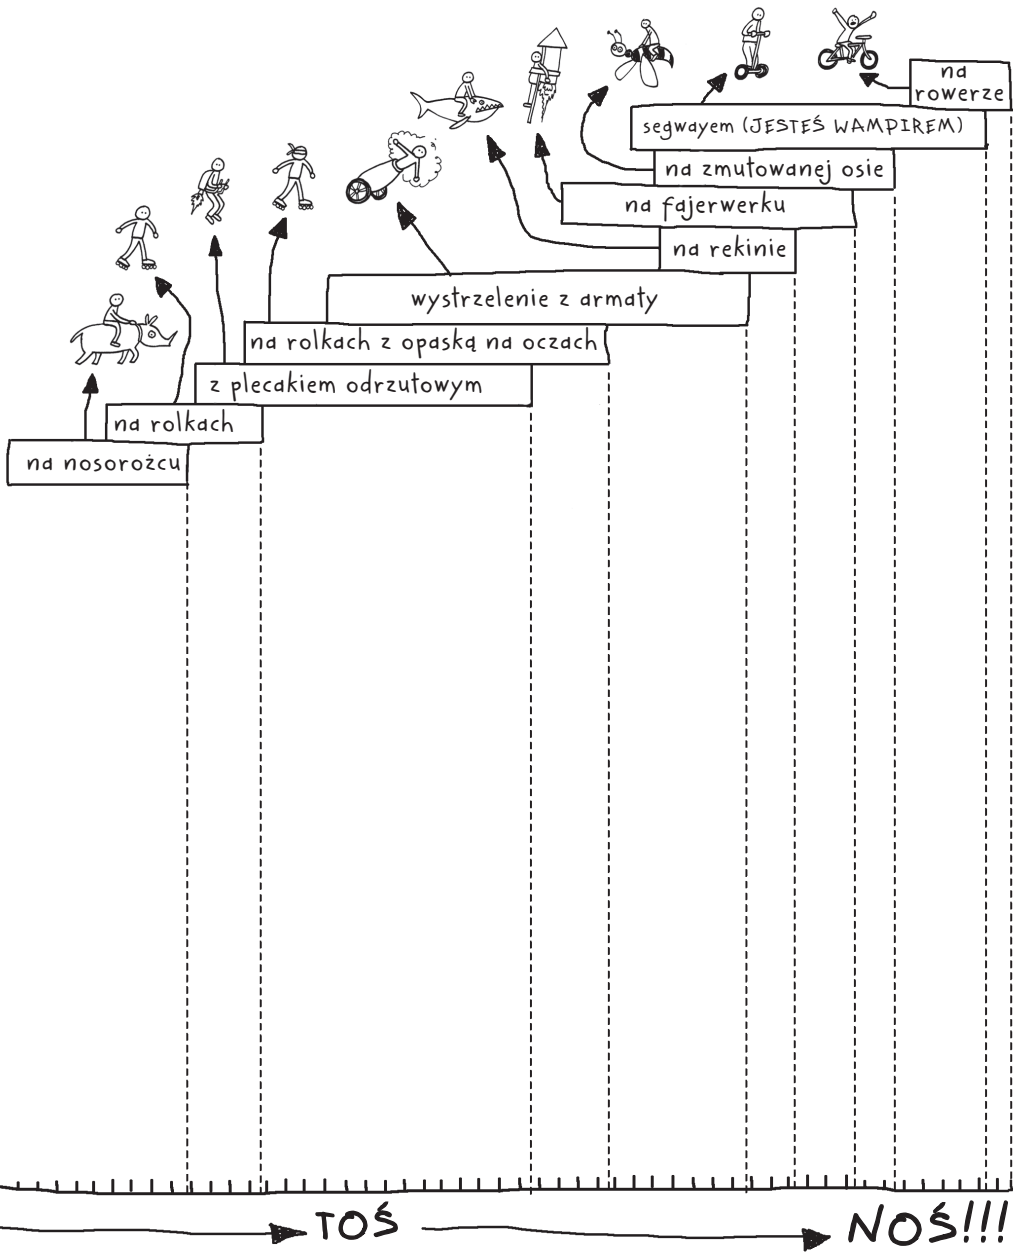 na
rowerze
segwayem (JESTEŚ WAMPIREM)
na zmutowanej osie
na fajerwerku
na rekinie
wystrzelenie z armaty
na rolkach z opaską na oczach
z plecakiem odrzutowym
na rolkach
na nosorożcu
TOŚ NOŚ!!!